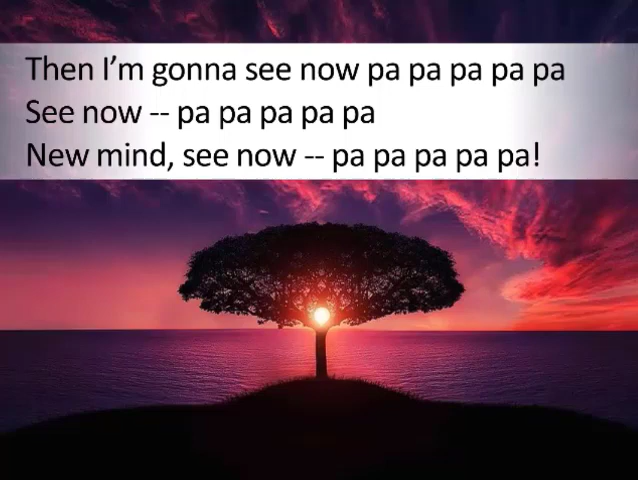 Then I’m gonna see now pa pa pa pa pa
See now -- pa pa pa pa pa
New mind, see now -- pa pa pa pa pa!